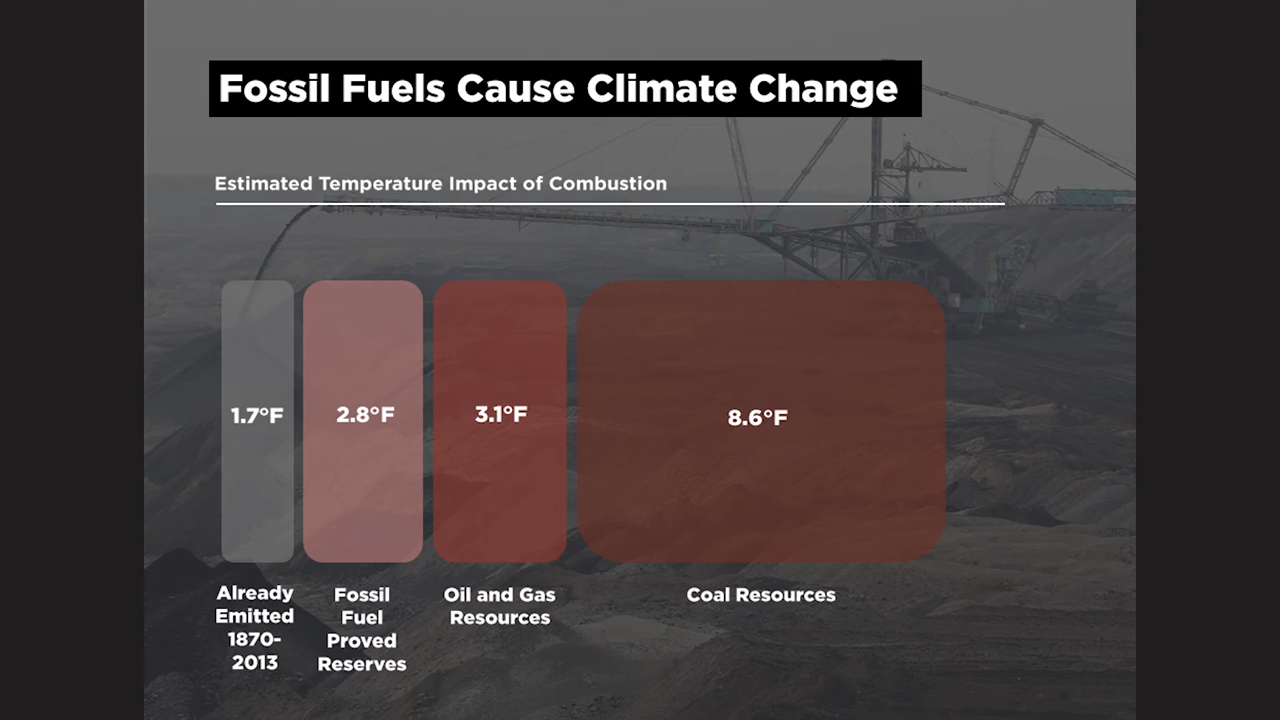 Fossil Fuels Cause Climate Change
Estimated Temperature Impact of Combustion
1.7°F
2.8°F
3.1°F
8.6°F
Already
Emitted
1870-
2013
Fossil
Fuel
Proved
Reserves
Oil and Gas
Resources
Coal Resources